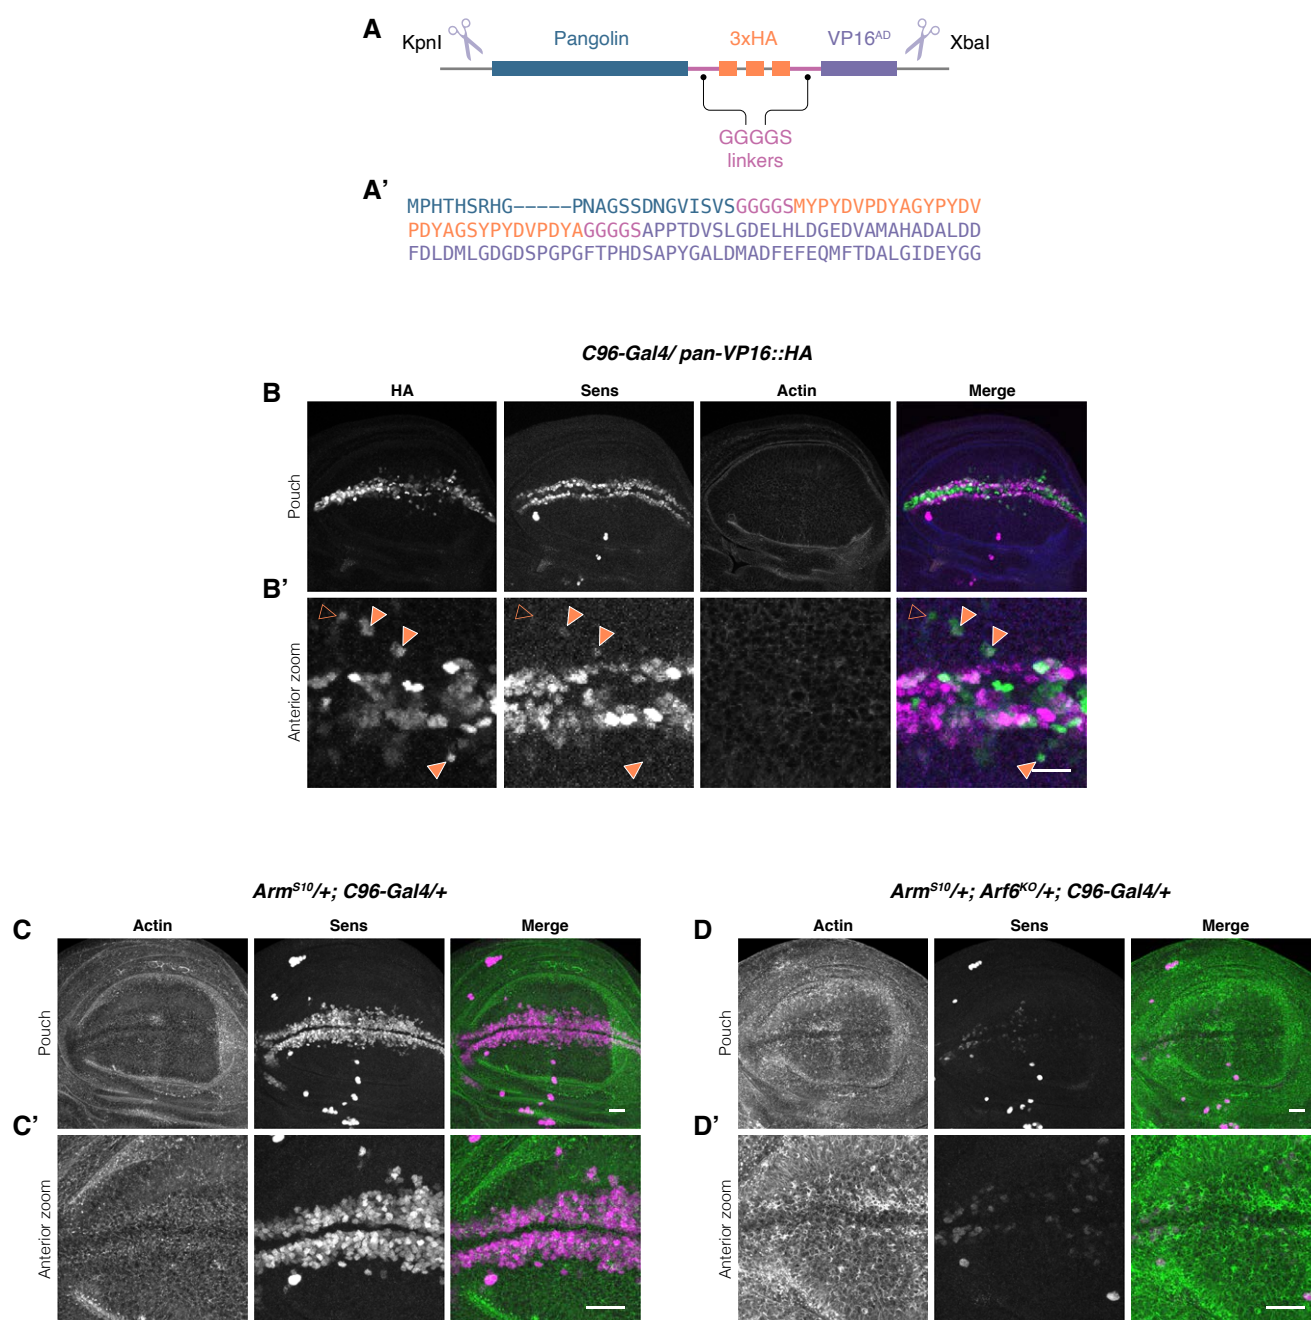 A
KpnI
Pangolin
3xHA
VP16AD
XbaI
GGGGS
linkers
A’
MPHTHSRHG–––––PNAGSSDNGVISVSGGGGSMYPYDVPDYAGYPYDV
PDYAGSYPYDVPDYAGGGGSAPPTDVSLGDELHLDGEDVAMAHADALDD
FDLDMLGDGDSPGPGFTPHDSAPYGALDMADFEFEQMFTDALGIDEYGG
C96-Gal4/ pan-VP16::HA
B
HA
Sens
Actin
Merge
Pouch
B’
Anterior zoom
ArmS10/+; C96-Gal4/+
C
Actin
Sens
Merge
Pouch
C’
Anterior zoom
ArmS10/+; Arf6KO/+; C96-Gal4/+
D
Actin
Sens
Merge
Pouch
D’
Anterior zoom